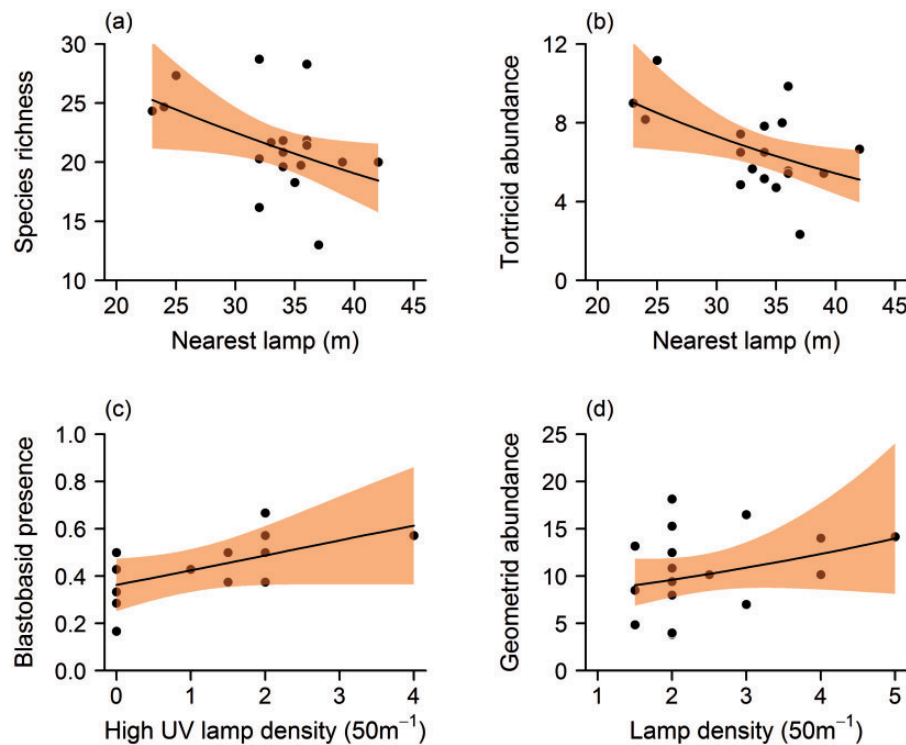 (a)
Species richness
30
25
20
15
10
20 25 30 35 40 45
Nearest lamp (m)
(b)
Tortricid abundance
12
8
4
0
20 25 30 35 40 45
Nearest lamp (m)
(c)
Blastobasid presence
1.0
0.8
0.6
0.4
0.2
0.0
0 1 2 3 4
High UV lamp density (50m⁻¹)
(d)
Geometrid abundance
25
20
15
10
5
0
1 2 3 4 5
Lamp density (50m⁻¹)